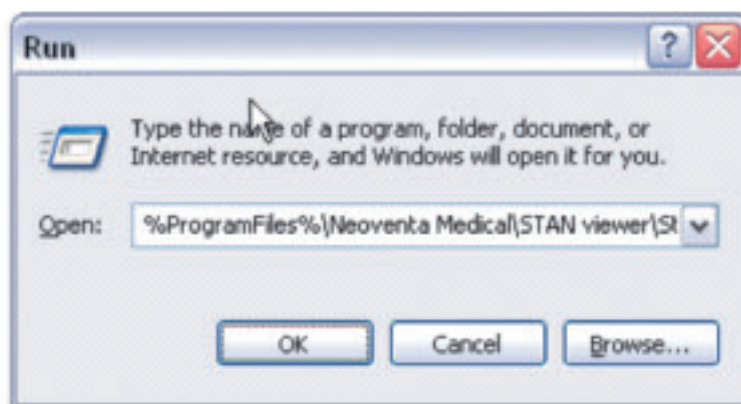 Run
Type the name of a program, folder, document, or
Internet resource, and Windows will open it for you.
Open: %ProgramFiles%\Neoventa Medical\STAN viewer\St
OK Cancel Browse...